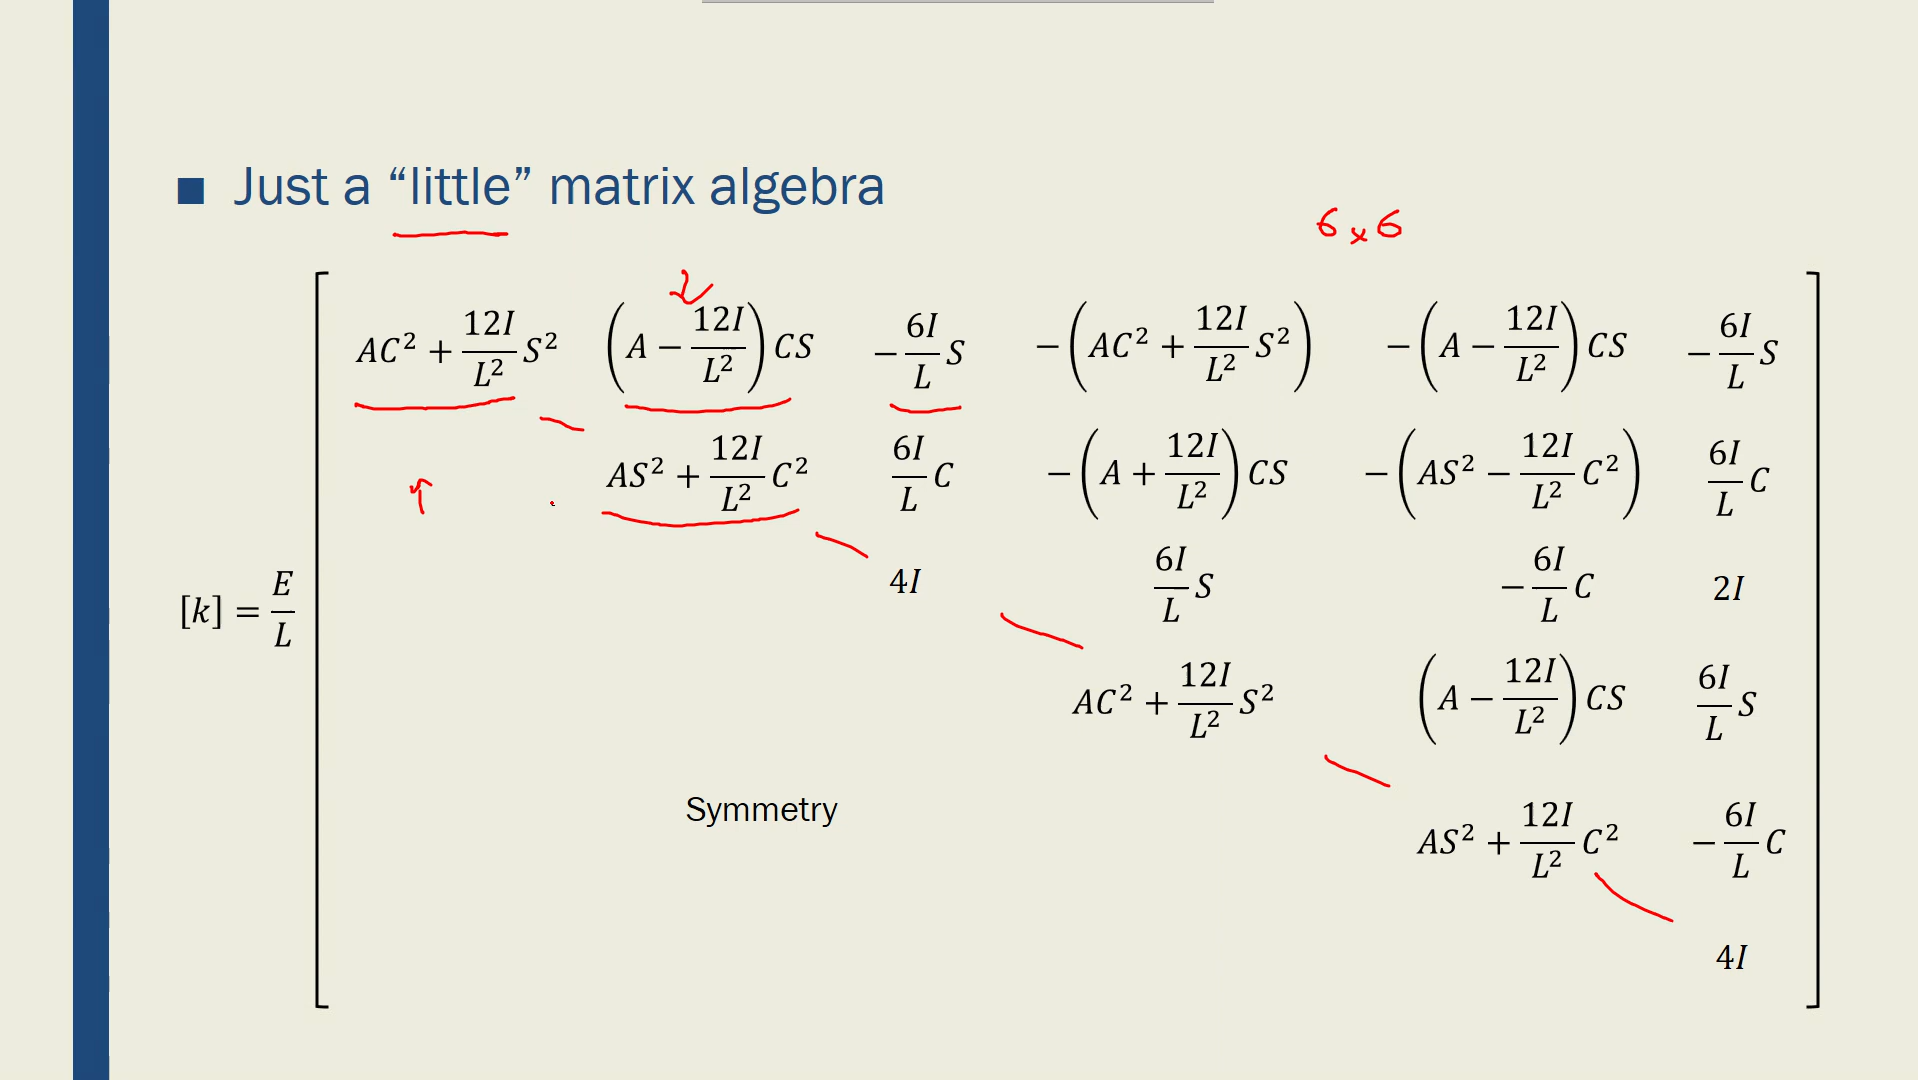 ■ Just a “little” matrix algebra
6 x 6
AC² + 12I/L² S² (A − 12I/L²) CS − 6I/L S −(AC² + 12I/L² S²) −(A − 12I/L²) CS − 6I/L S
AS² + 12I/L² C² 6I/L C −(A + 12I/L²) CS −(AS² − 12I/L² C²) 6I/L C
[k] = E/L 4I 6I/L S − 6I/L C 2I
AC² + 12I/L² S² (A − 12I/L²) CS 6I/L S
Symmetry AS² + 12I/L² C² − 6I/L C
4I